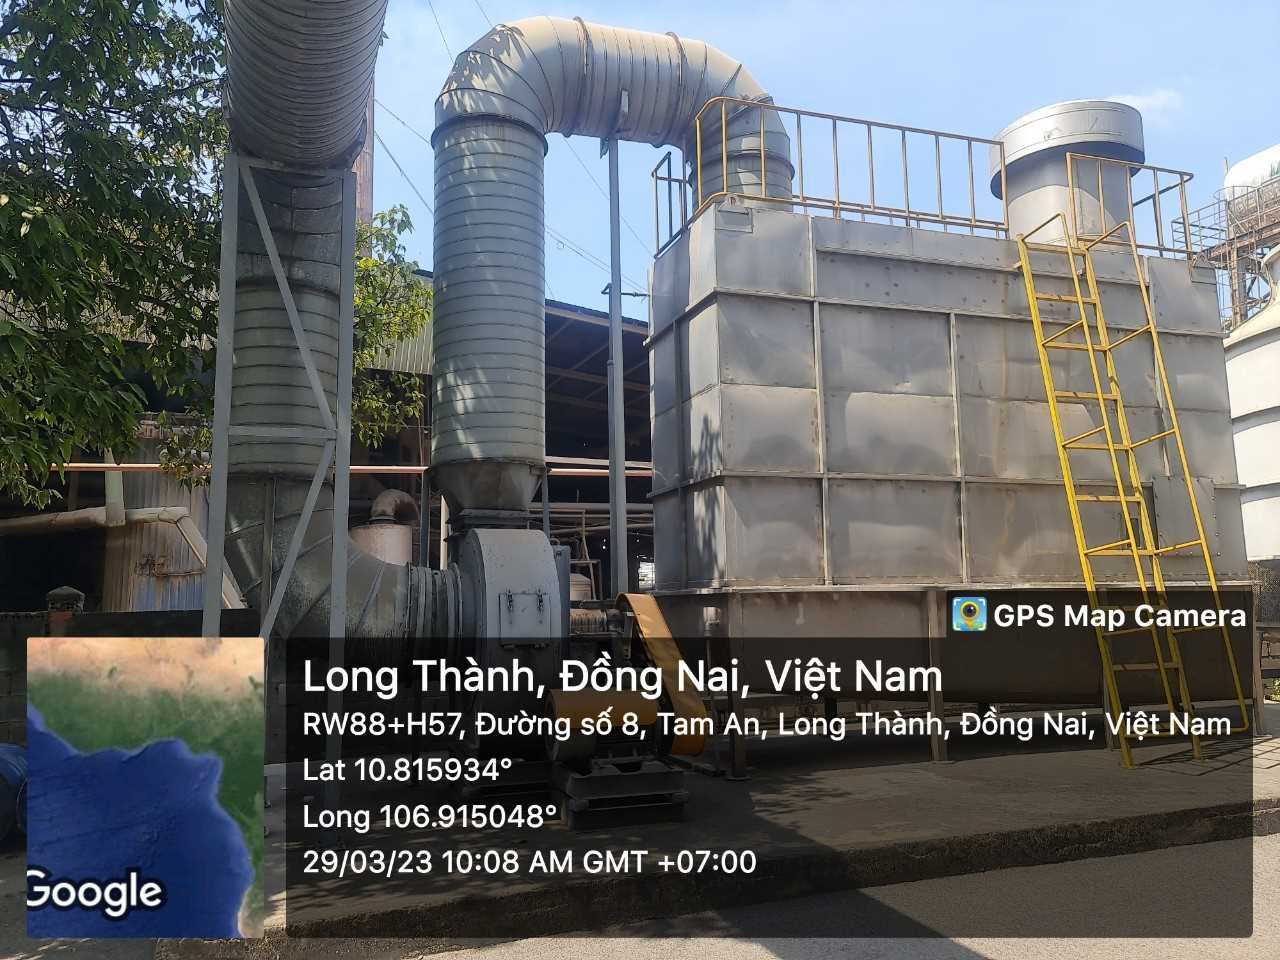 GPS Map Camera
Long Thành, Đồng Nai, Việt Nam
RW88+H57, Đường số 8, Tam An, Long Thành, Đồng Nai, Việt Nam
Lat 10.815934°
Long 106.915048°
29/03/23 10:08 AM GMT +07:00
Google